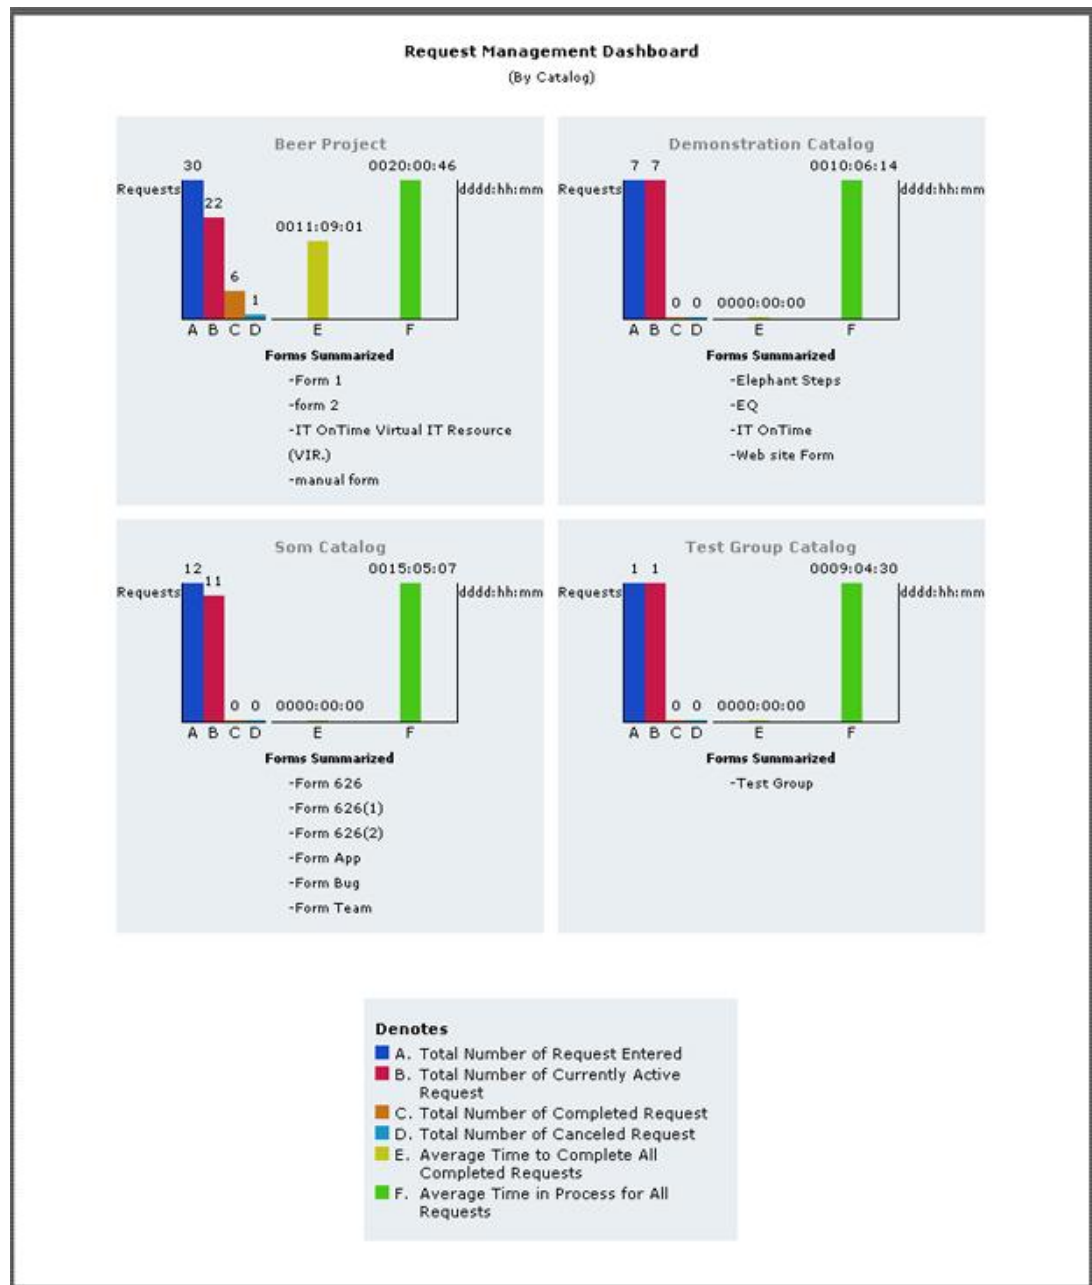 Request Management Dashboard
(By Catalog)
Beer Project
30
0020:00:46
Requests
dddd:hh:mm
22
0011:09:01
6
1
A B C D E F
Forms Summarized
-Form 1
-form 2
-IT OnTime Virtual IT Resource
(VIR.)
-manual form
Demonstration Catalog
7 7
0010:06:14
Requests
dddd:hh:mm
0 0 0000:00:00
A B C D E F
Forms Summarized
-Elephant Steps
-EQ
-IT OnTime
-Web site Form
Som Catalog
12
0015:05:07
11
Requests
dddd:hh:mm
0 0 0000:00:00
A B C D E F
Forms Summarized
-Form 626
-Form 626(1)
-Form 626(2)
-Form App
-Form Bug
-Form Team
Test Group Catalog
1 1
0009:04:30
Requests
dddd:hh:mm
0 0 0000:00:00
A B C D E F
Forms Summarized
-Test Group
Denotes
A. Total Number of Request Entered
B. Total Number of Currently Active
Request
C. Total Number of Completed Request
D. Total Number of Canceled Request
E. Average Time to Complete All
Completed Requests
F. Average Time in Process for All
Requests